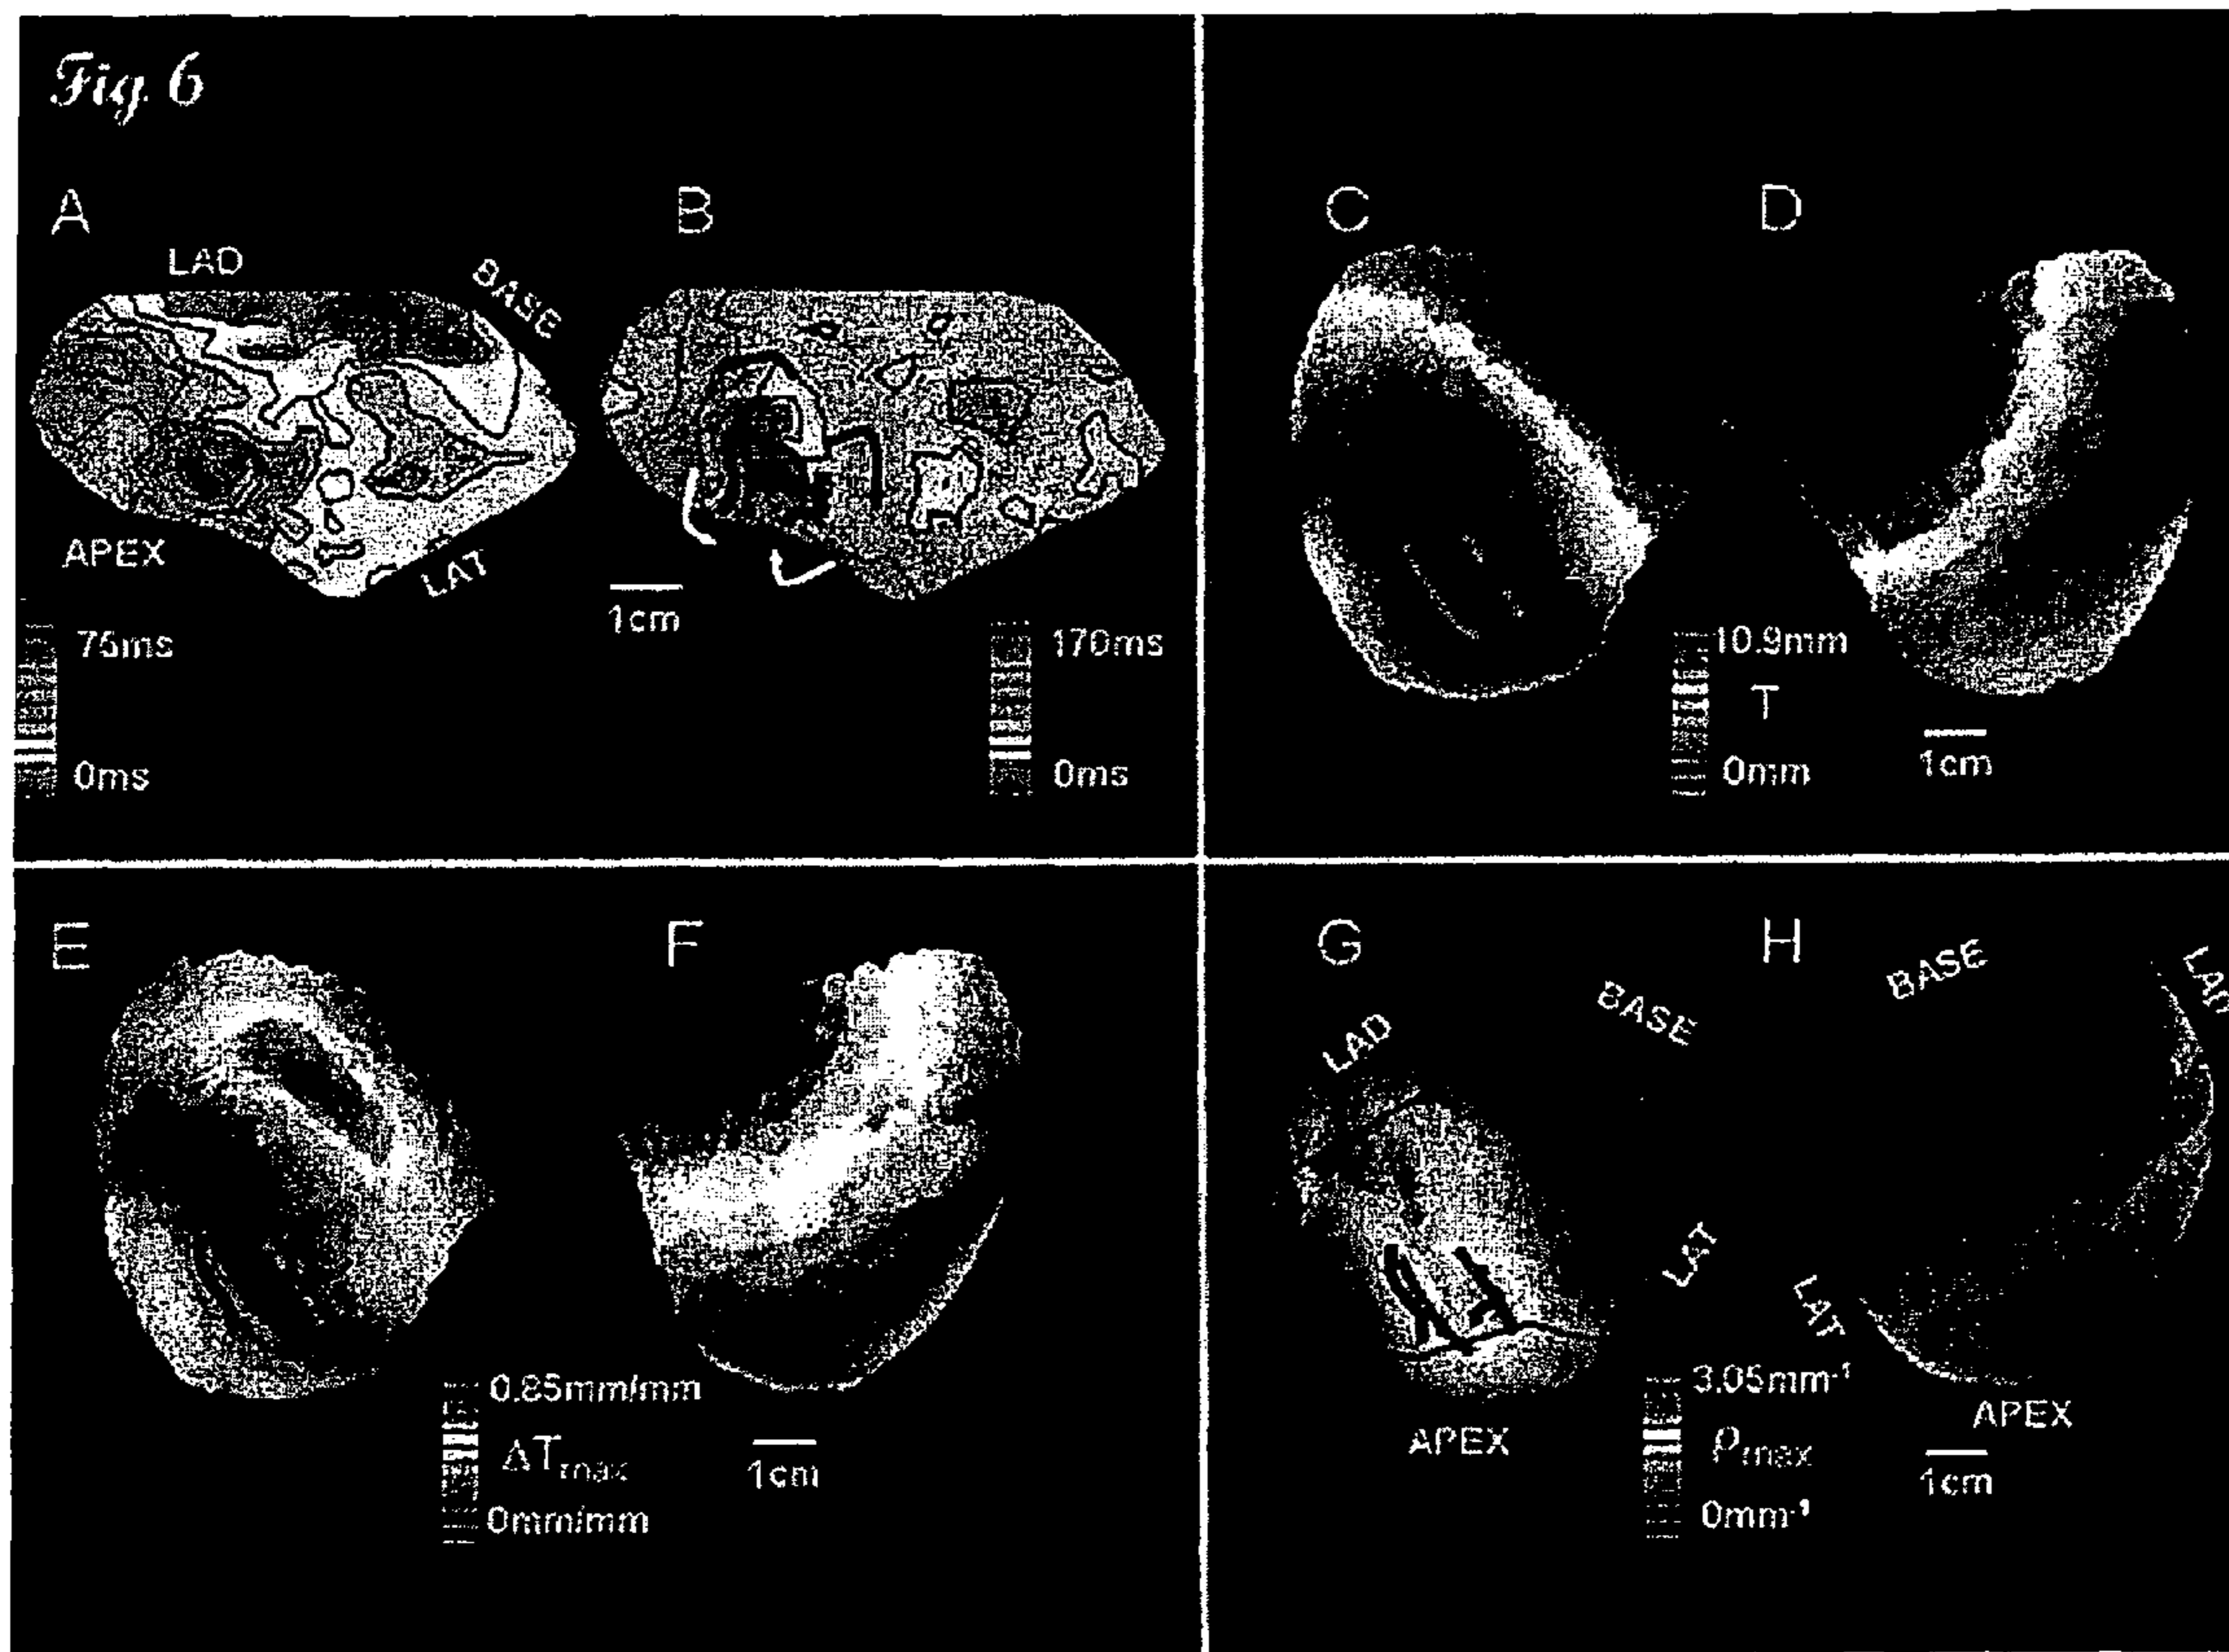 Fig. 6
A
B
LAD
BASE
APEX
LAT
1cm
75ms
0ms
170ms
0ms
C
D
10.9mm
T
0mm
1cm
E
F
0.85mm/mm
ΔTmax
0mm/mm
1cm
G
H
BASE
BASE
LAD
LAD
LAT
LAT
APEX
APEX
3.05mm⁻¹
ρmax
0mm⁻¹
1cm